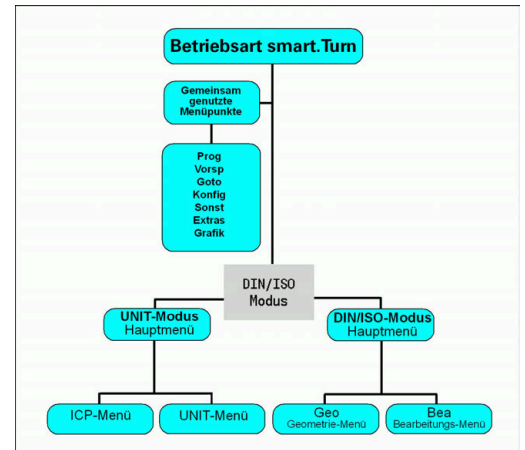 Betriebsart smart.Turn
Gemeinsam
genutzte
Menüpunkte
Prog
Vorsp
Goto
Konfig
Sonst
Extras
Grafik
DIN/ISO
Modus
UNIT-Modus
Hauptmenü
DIN/ISO-Modus
Hauptmenü
ICP-Menü
UNIT-Menü
Geo
Geometrie-Menü
Bea
Bearbeitungs-Menü